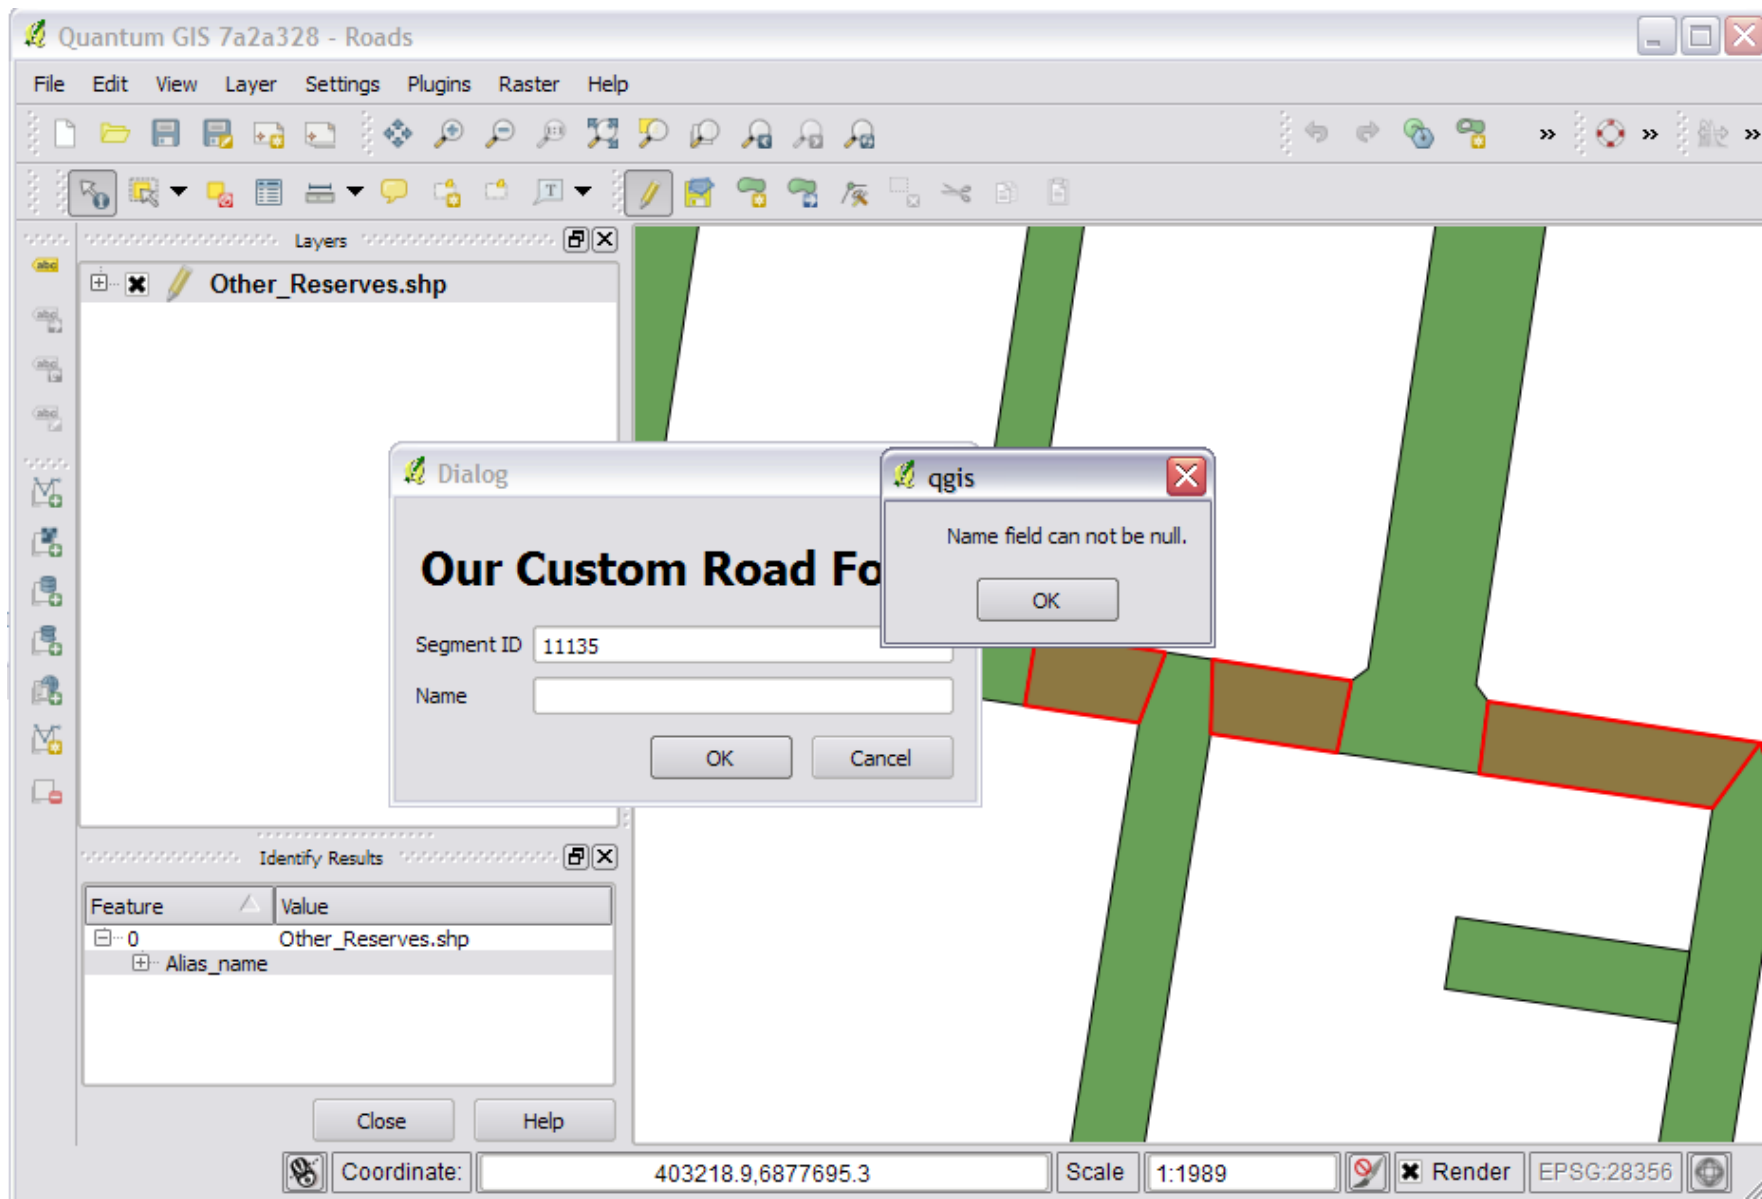 Quantum GIS 7a2a328 - Roads
File Edit View Layer Settings Plugins Raster Help
Layers
Other_Reserves.shp
Dialog
Our Custom Road Fo
Segment ID 11135
Name
OK Cancel
qgis
Name field can not be null.
OK
Identify Results
Feature Value
0 Other_Reserves.shp
Alias_name
Close Help
Coordinate: 403218.9,6877695.3 Scale 1:1989 Render EPSG:28356